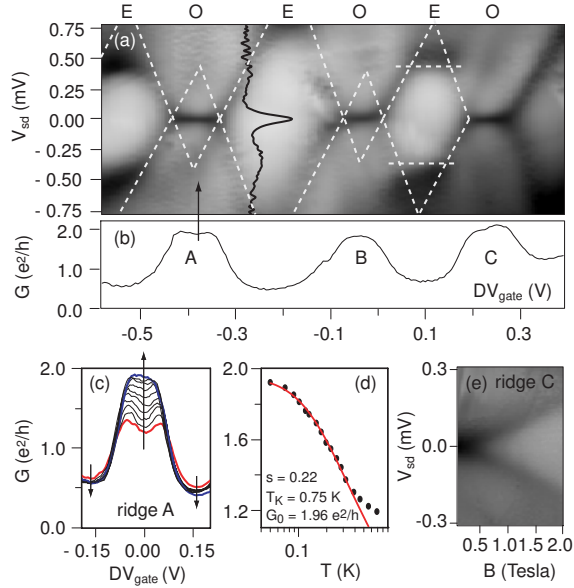 E O E O E O
0.75
0.50
0.25
0.00
- 0.25
- 0.50
- 0.75
V_sd (mV)
(a)
2.0
1.0
0.0
G (e²/h)
(b)
A
B
C
DV_gate (V)
-0.5 -0.3 -0.1 0.1 0.3
(c)
2.0
1.0
0.0
G (e²/h)
ridge A
- 0.15 0.00 0.15
DV_gate (V)
(d)
2.0
1.6
1.2
s = 0.22
T_K = 0.75 K
G_0 = 1.96 e²/h
0.1
T (K)
(e) ridge C
0.3
0.0
-0.3
V_sd (mV)
0.5 1.0 1.5 2.0
B (Tesla)